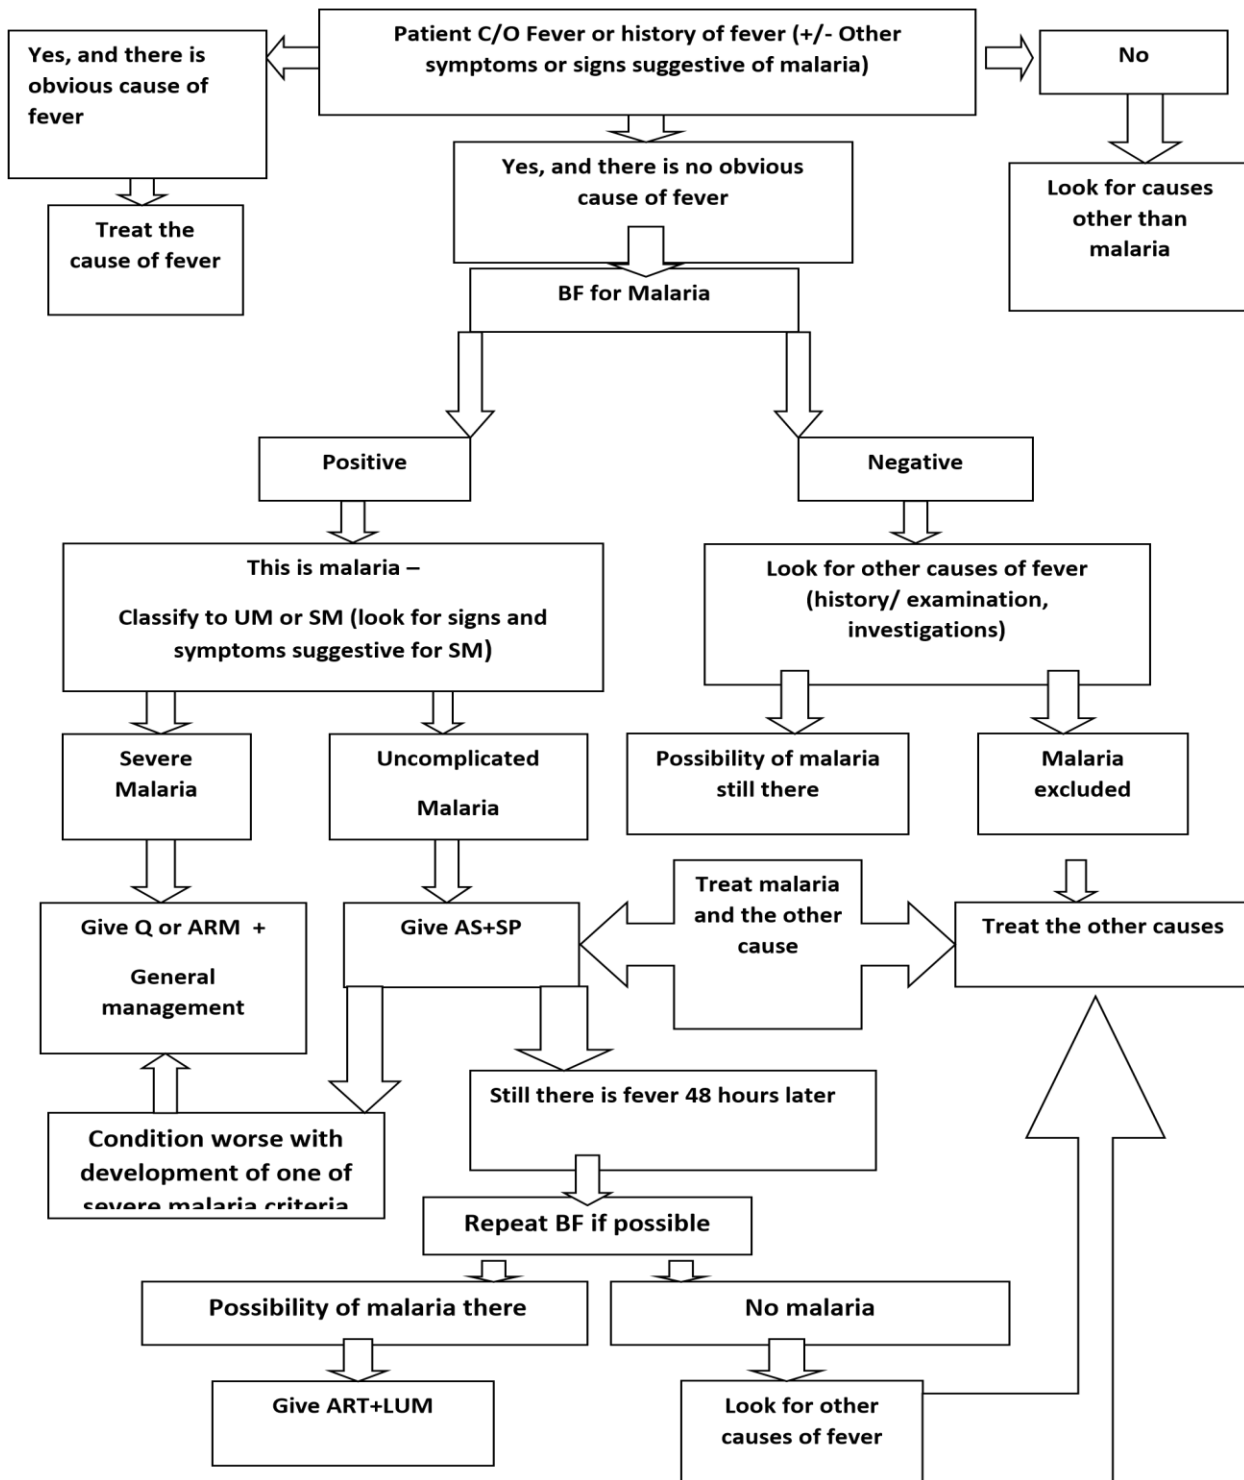 Patient C/O Fever or history of fever (+/- Other
symptoms or signs suggestive of malaria)
Yes, and there is
obvious cause of
fever
No
Yes, and there is no obvious
cause of fever
Look for causes
other than
malaria
Treat the
cause of fever
BF for Malaria
Positive
Negative
This is malaria –
Classify to UM or SM (look for signs and
symptoms suggestive for SM)
Look for other causes of fever
(history/ examination,
investigations)
Severe
Malaria
Uncomplicated
Malaria
Possibility of malaria
still there
Malaria
excluded
Give Q or ARM +
General
management
Give AS+SP
Treat malaria
and the other
cause
Treat the other causes
Condition worse with
development of one of
severe malaria criteria
Still there is fever 48 hours later
Repeat BF if possible
Possibility of malaria there
No malaria
Give ART+LUM
Look for other
causes of fever